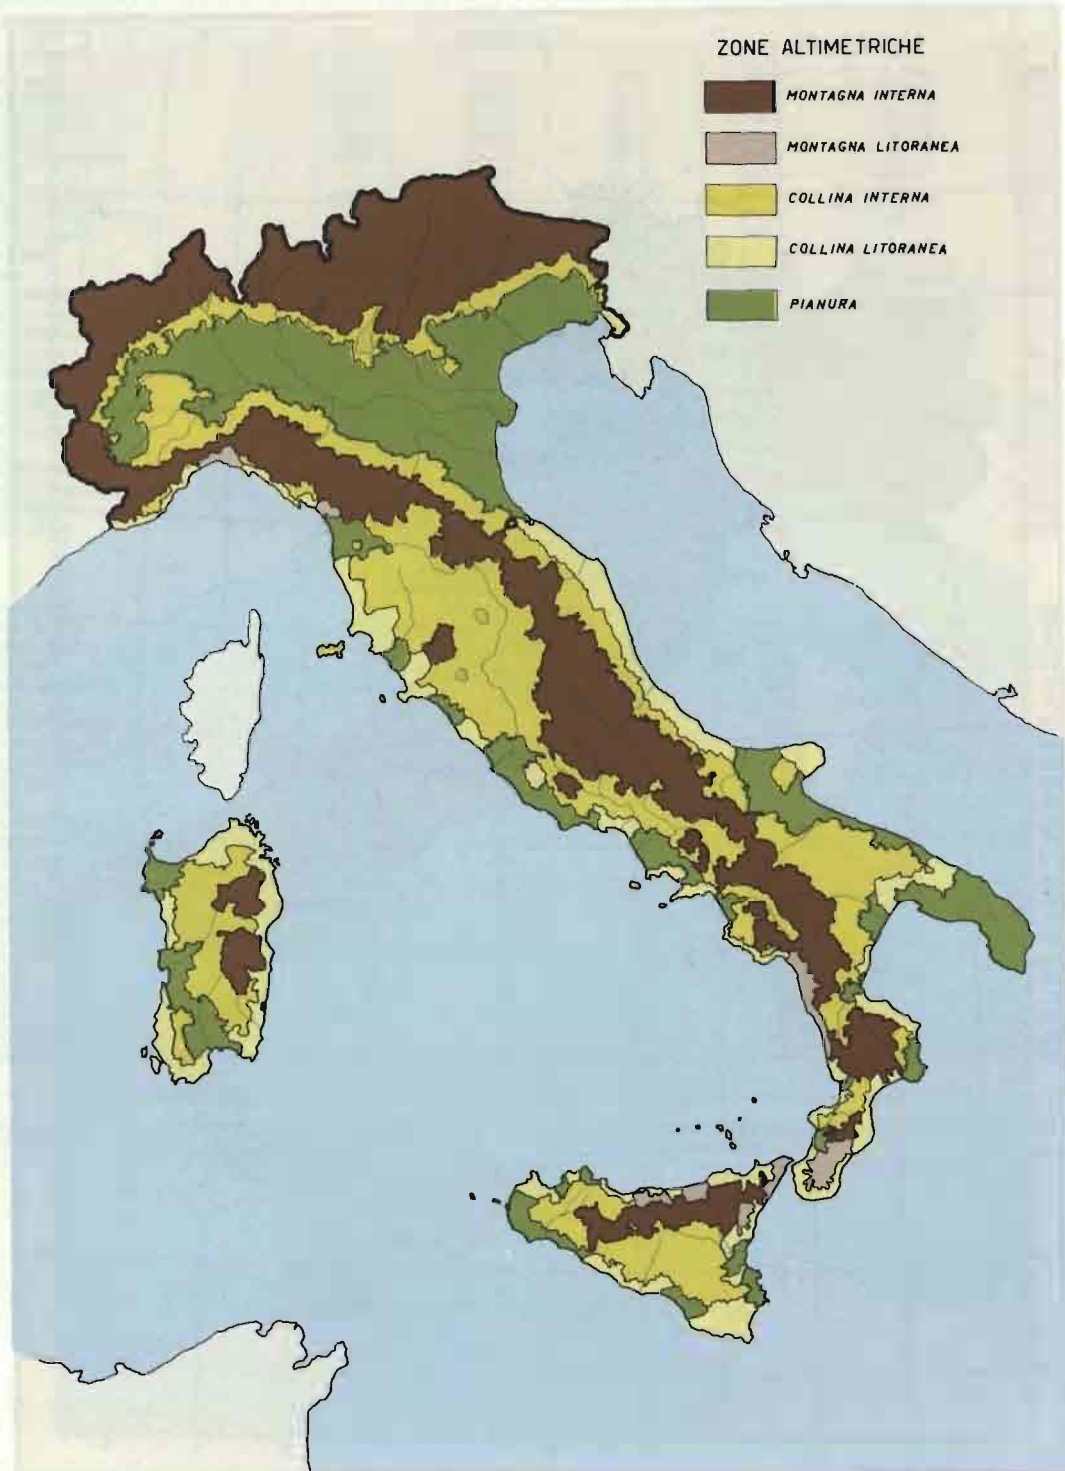 ZONE ALTIMETRICHE
MONTAGNA INTERNA
MONTAGNA LITORANEA
COLLINA INTERNA
COLLINA LITORANEA
PIANURA